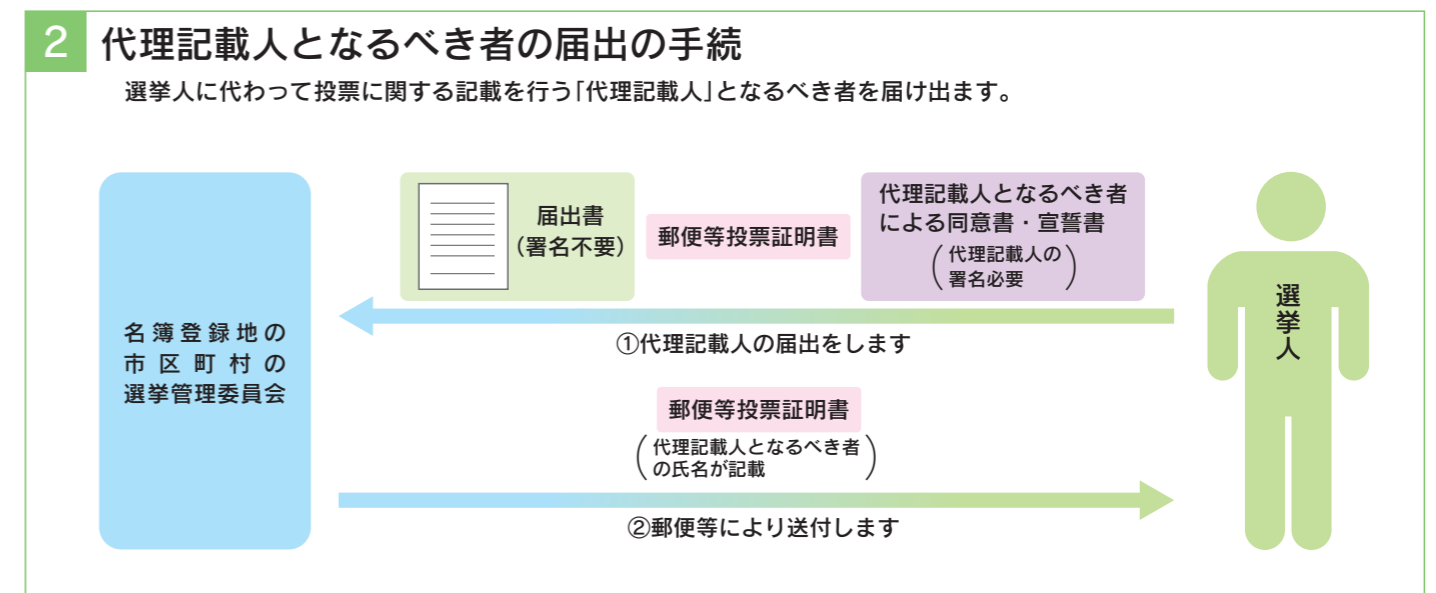 2 代理記載人となるべき者の届出の手続
選挙人に代わって投票に関する記載を行う「代理記載人」となるべき者を届け出ます。
届出書
(署名不要)
郵便等投票証明書
代理記載人となるべき者
による同意書・宣誓書
(代理記載人の
署名必要)
①代理記載人の届出をします
名簿登録地の
市区町村の
選挙管理委員会
選挙人
郵便等投票証明書
(代理記載人となるべき者
の氏名が記載)
②郵便等により送付します